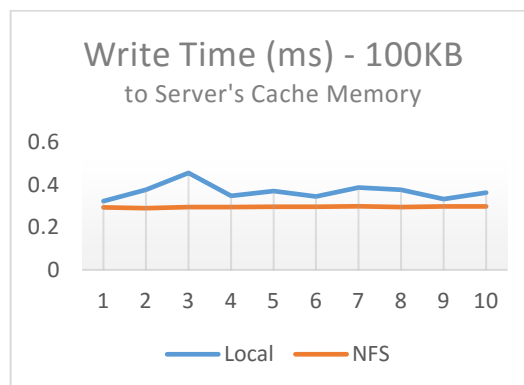 Write Time (ms) - 100KB
to Server's Cache Memory
0.6
0.4
0.2
0
1 2 3 4 5 6 7 8 9 10
Local NFS